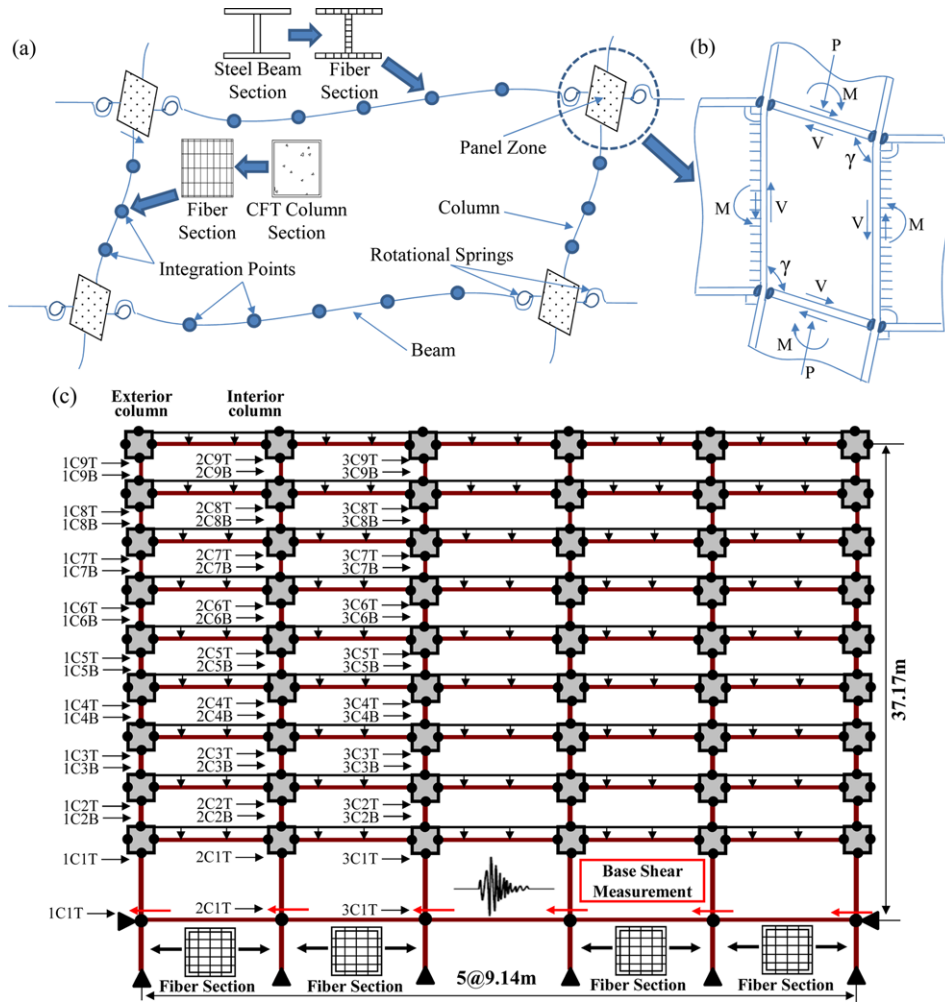 (a)
Steel Beam
Section
Fiber
Section
Panel Zone
Fiber
Section
CFT Column
Section
Column
Integration Points
Rotational Springs
Beam
(b)
P
M
V
γ
M
V
V
M
γ
V
M
P
(c)
Exterior
column
Interior
column
1C9T
1C9B
2C9T
2C9B
3C9T
3C9B
1C8T
1C8B
2C8T
2C8B
3C8T
3C8B
1C7T
1C7B
2C7T
2C7B
3C7T
3C7B
1C6T
1C6B
2C6T
2C6B
3C6T
3C6B
1C5T
1C5B
2C5T
2C5B
3C5T
3C5B
1C4T
1C4B
2C4T
2C4B
3C4T
3C4B
1C3T
1C3B
2C3T
2C3B
3C3T
3C3B
1C2T
1C2B
2C2T
2C2B
3C2T
3C2B
1C1T
2C1T
3C1T
37.17m
Base Shear
Measurement
1C1T
2C1T
3C1T
Fiber Section
Fiber Section
Fiber Section
Fiber Section
5@9.14m